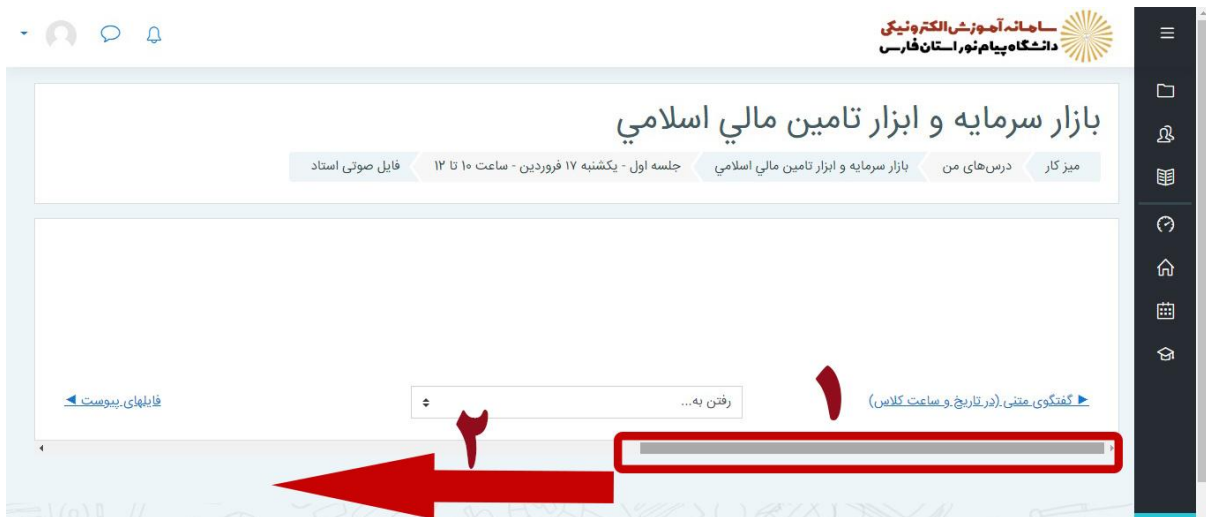 سامانه آموزش الکترونیکی
دانشگاه پیام نور استان فارس
بازار سرمايه و ابزار تامين مالي اسلامي
میز کار درس‌های من بازار سرمايه و ابزار تامين مالي اسلامي جلسه اول - یکشنبه ۱۷ فروردین - ساعت ۱۰ تا ۱۲ فایل صوتی استاد
۱
◀ گفتگوی متنی (در تاریخ و ساعت کلاس) رفتن به... فایلهای پیوست ▶
۲